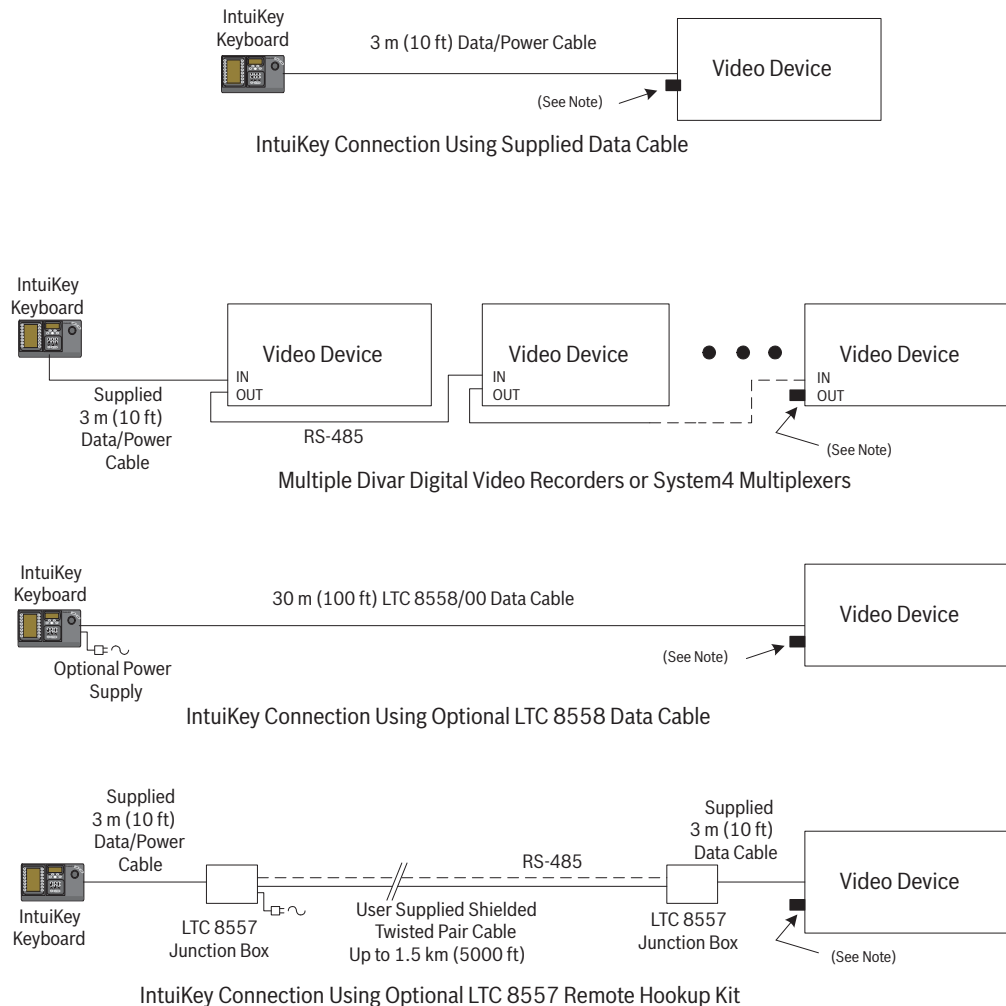 IntuiKey
Keyboard
3 m (10 ft) Data/Power Cable
Video Device
(See Note)
IntuiKey Connection Using Supplied Data Cable
IntuiKey
Keyboard
Video Device
Video Device
Video Device
IN
OUT
IN
OUT
IN
OUT
Supplied
3 m (10 ft)
Data/Power
Cable
RS-485
(See Note)
Multiple Divar Digital Video Recorders or System4 Multiplexers
IntuiKey
Keyboard
30 m (100 ft) LTC 8558/00 Data Cable
Video Device
(See Note)
Optional Power
Supply
IntuiKey Connection Using Optional LTC 8558 Data Cable
Supplied
3 m (10 ft)
Data/Power
Cable
RS-485
Supplied
3 m (10 ft)
Data Cable
Video Device
IntuiKey
Keyboard
LTC 8557
Junction Box
User Supplied Shielded
Twisted Pair Cable
Up to 1.5 km (5000 ft)
LTC 8557
Junction Box
(See Note)
IntuiKey Connection Using Optional LTC 8557 Remote Hookup Kit